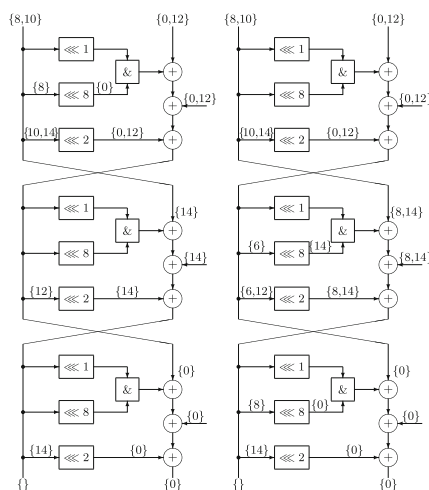 {8,10} {0,12} {8,10} {0,12}
⋘ 1 ⋘ 1
& + & +
{8} ⋘ 8 {0} ⋘ 8
+ {0,12} + {0,12}
{10,14} ⋘ 2 {0,12} + {10,14} ⋘ 2 {0,12} +
{14} {8,14}
⋘ 1 ⋘ 1
& + & +
⋘ 8 {6} ⋘ 8 {14}
+ {14} + {8,14}
{12} ⋘ 2 {14} + {6,12} ⋘ 2 {8,14} +
{0} {0}
⋘ 1 ⋘ 1
& + & +
⋘ 8 {8} ⋘ 8 {0}
+ {0} + {0}
{14} ⋘ 2 {0} + {14} ⋘ 2 {0} +
{} {0} {} {0}